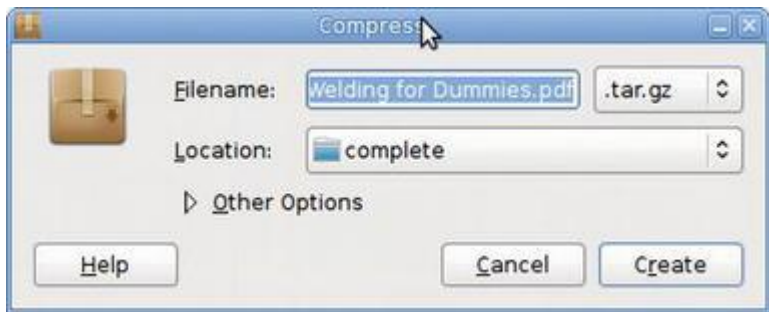 Compress
Filename: Welding for Dummies.pdf .tar.gz
Location: complete
Other Options
Help Cancel Create